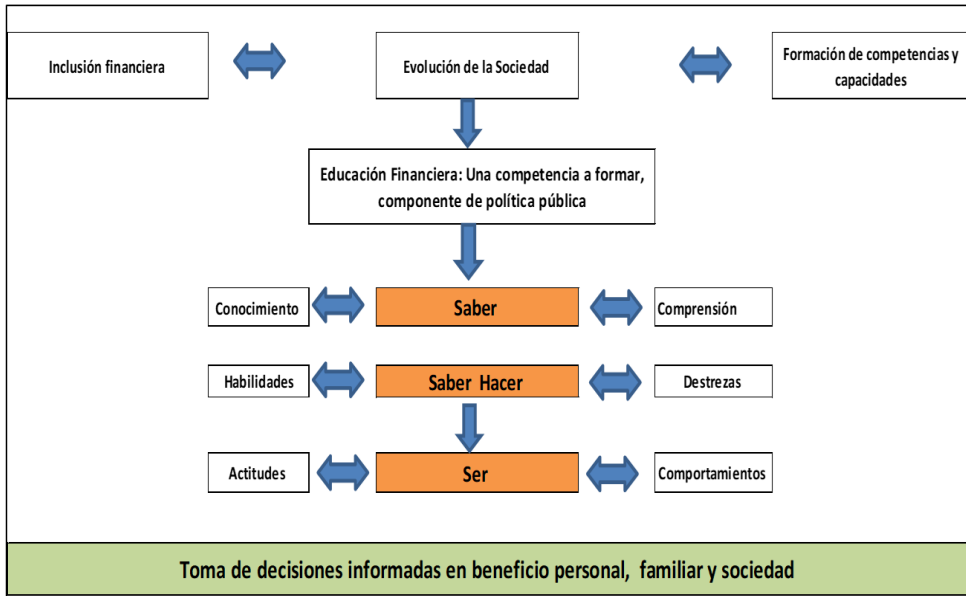 Inclusión financiera
Evolución de la Sociedad
Formación de competencias y
capacidades
Educación Financiera: Una competencia a formar,
componente de política pública
Conocimiento
Saber
Comprensión
Habilidades
Saber Hacer
Destrezas
Actitudes
Ser
Comportamientos
Toma de decisiones informadas en beneficio personal, familiar y sociedad